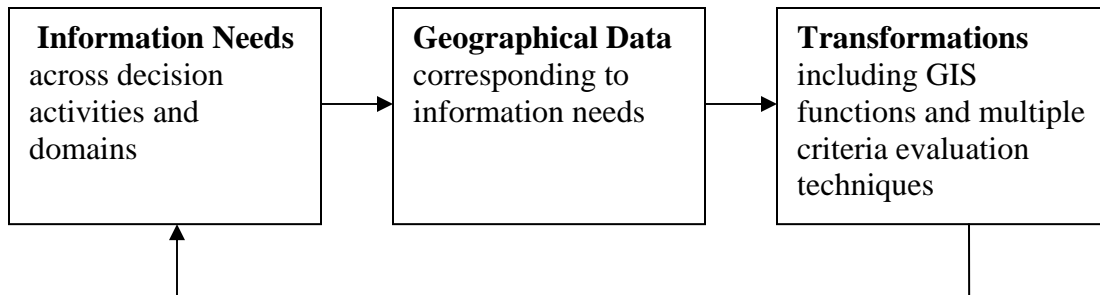 Information Needs
across decision
activities and
domains
Geographical Data
corresponding to
information needs
Transformations
including GIS
functions and multiple
criteria evaluation
techniques